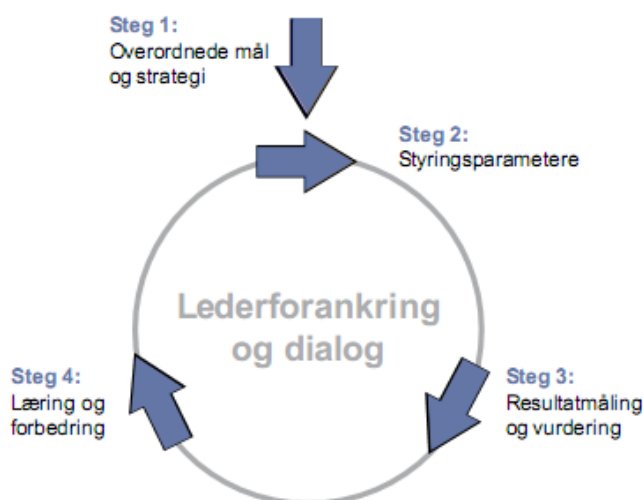 Steg 1:
Overordnede mål
og strategi
Steg 2:
Styringsparametere
Lederforankring
og dialog
Steg 3:
Resultatmåling
og vurdering
Steg 4:
Læring og
forbedring